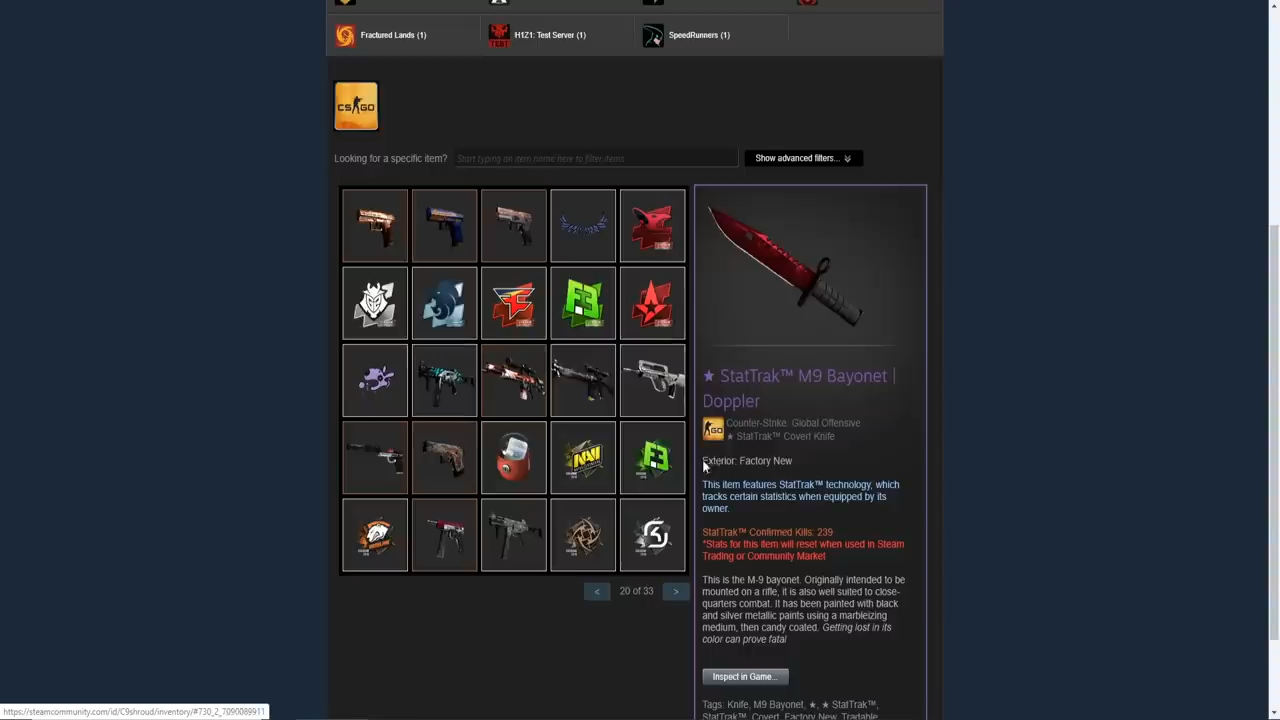 Fractured Lands (1)
H1Z1: Test Server (1)
SpeedRunners (1)
CS GO
Looking for a specific item?
Start typing an item name here to filter items
Show advanced filters...
★ StatTrak™ M9 Bayonet |
Doppler
Counter-Strike: Global Offensive
★ StatTrak™ Covert Knife
Exterior: Factory New
This item features StatTrak™ technology, which
tracks certain statistics when equipped by its
owner.
StatTrak™ Confirmed Kills: 239
*Stats for this item will reset when used in Steam
Trading or Community Market
This is the M-9 bayonet. Originally intended to be
mounted on a rifle, it is also well suited to close-
quarters combat. It has been painted with black
and silver metallic paints using a marbleizing
medium, then candy coated. Getting lost in its
color can prove fatal
< 20 of 33 >
Inspect in Game...
Tags: Knife, M9 Bayonet, ★, ★ StatTrak™,
StatTrak™, Covert, Factory New, Tradable,
https://steamcommunity.com/id/C9shroud/inventory/#730_2_7090089911